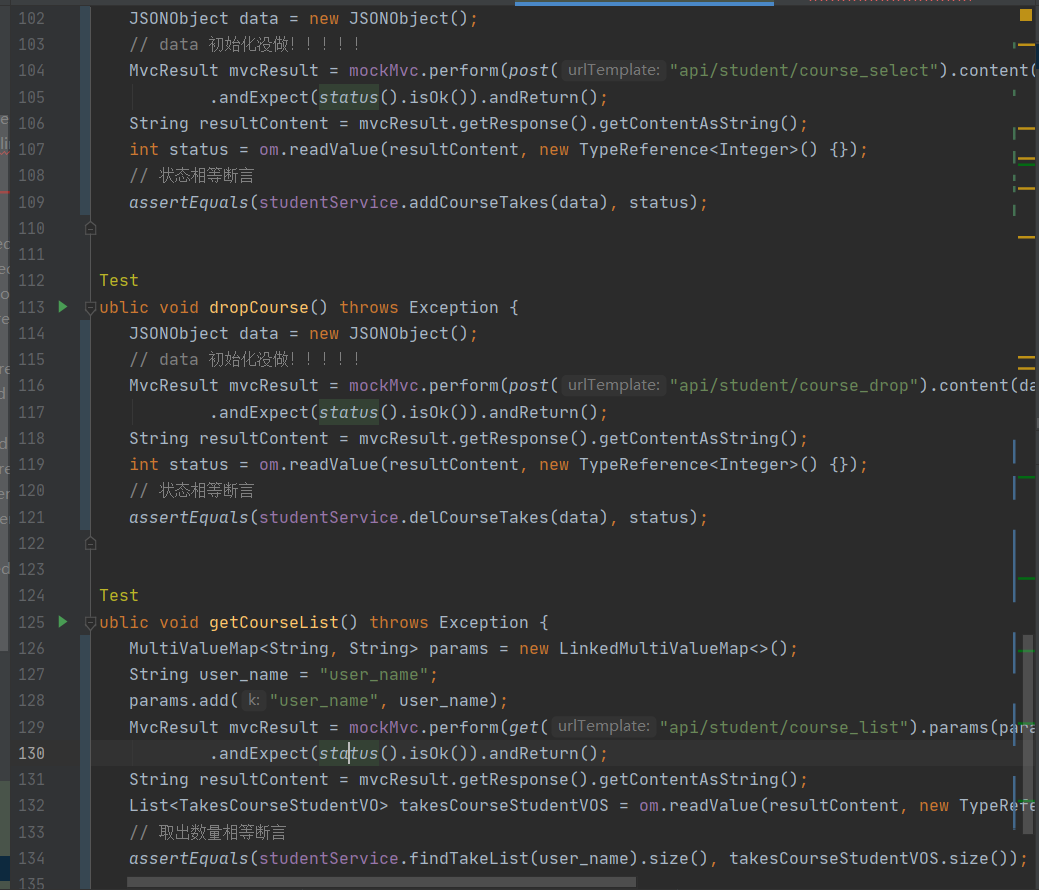 102 JSONObject data = new JSONObject();
103 // data 初始化没做!!!!!
104 MvcResult mvcResult = mockMvc.perform(post( urlTemplate: "api/student/course_select").content(
105 .andExpect(status().isOk()).andReturn();
106 String resultContent = mvcResult.getResponse().getContentAsString();
107 int status = om.readValue(resultContent, new TypeReference<Integer>() {});
108 // 状态相等断言
109 assertEquals(studentService.addCourseTakes(data), status);
110
111
112 Test
113 ublic void dropCourse() throws Exception {
114 JSONObject data = new JSONObject();
115 // data 初始化没做!!!!!
116 MvcResult mvcResult = mockMvc.perform(post( urlTemplate: "api/student/course_drop").content(da
117 .andExpect(status().isOk()).andReturn();
118 String resultContent = mvcResult.getResponse().getContentAsString();
119 int status = om.readValue(resultContent, new TypeReference<Integer>() {});
120 // 状态相等断言
121 assertEquals(studentService.delCourseTakes(data), status);
122
123
124 Test
125 ublic void getCourseList() throws Exception {
126 MultiValueMap<String, String> params = new LinkedMultiValueMap<>();
127 String user_name = "user_name";
128 params.add( k: "user_name", user_name);
129 MvcResult mvcResult = mockMvc.perform(get( urlTemplate: "api/student/course_list").params(para
130 .andExpect(status().isOk()).andReturn();
131 String resultContent = mvcResult.getResponse().getContentAsString();
132 List<TakesCourseStudentVO> takesCourseStudentVOS = om.readValue(resultContent, new TypeRefe
133 // 取出数量相等断言
134 assertEquals(studentService.findTakeList(user_name).size(), takesCourseStudentVOS.size());
135